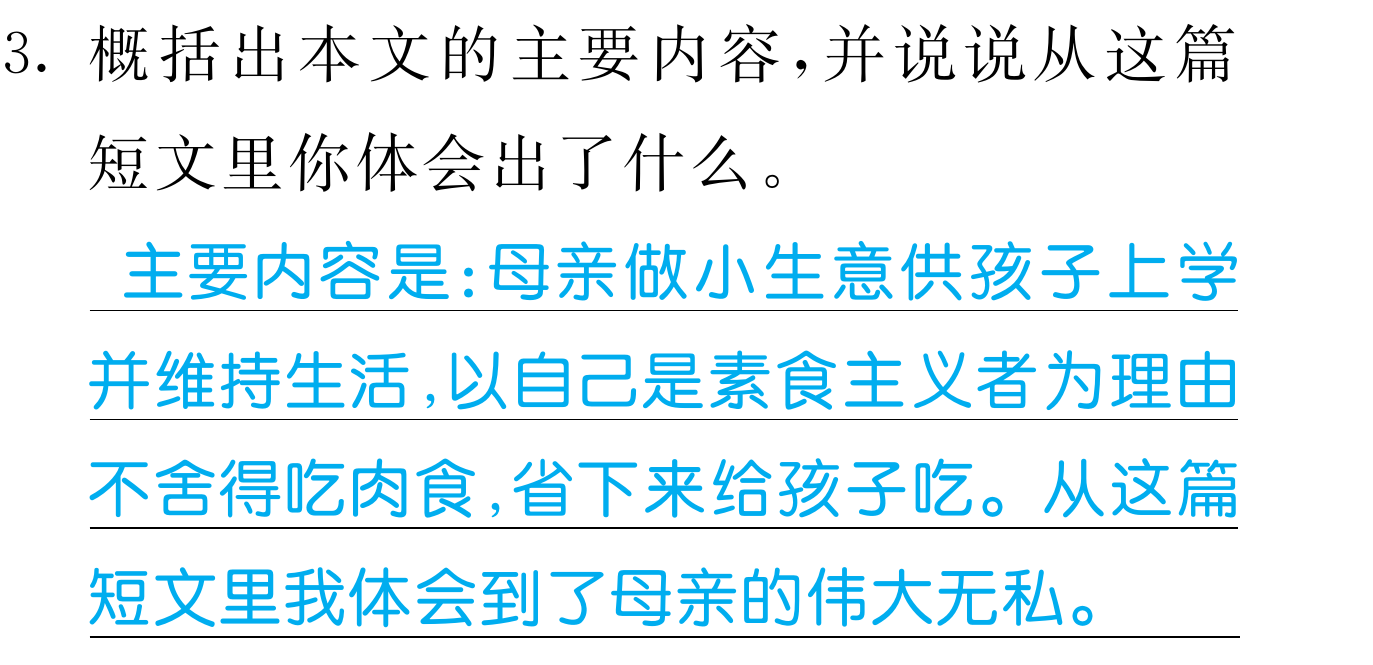 3. 概括出本文的主要内容,并说说从这篇
短文里你体会出了什么。
主要内容是:母亲做小生意供孩子上学
并维持生活,以自己是素食主义者为理由
不舍得吃肉食,省下来给孩子吃。从这篇
短文里我体会到了母亲的伟大无私。